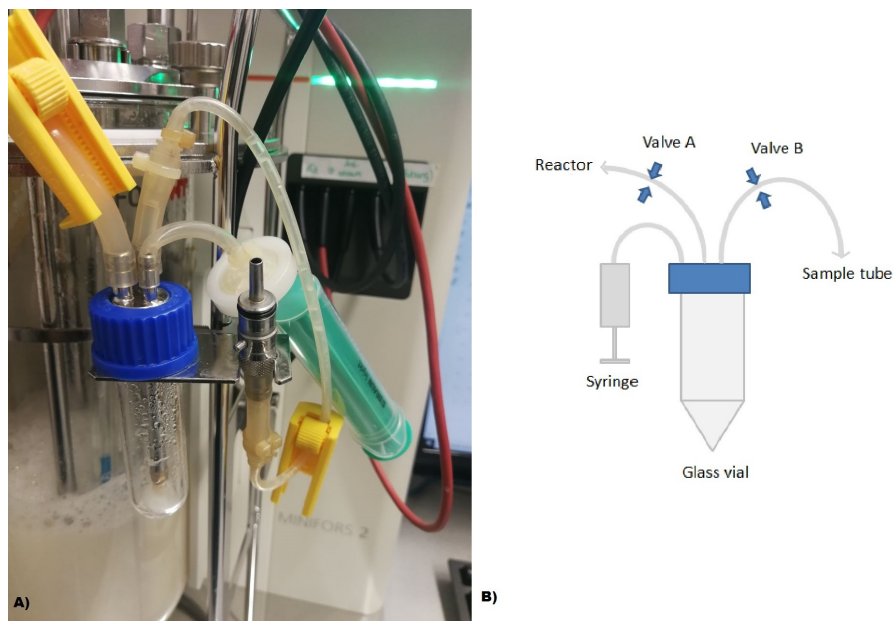 MINIFORS 2
A)
Reactor
Valve A
Valve B
Syringe
Sample tube
Glass vial
B)